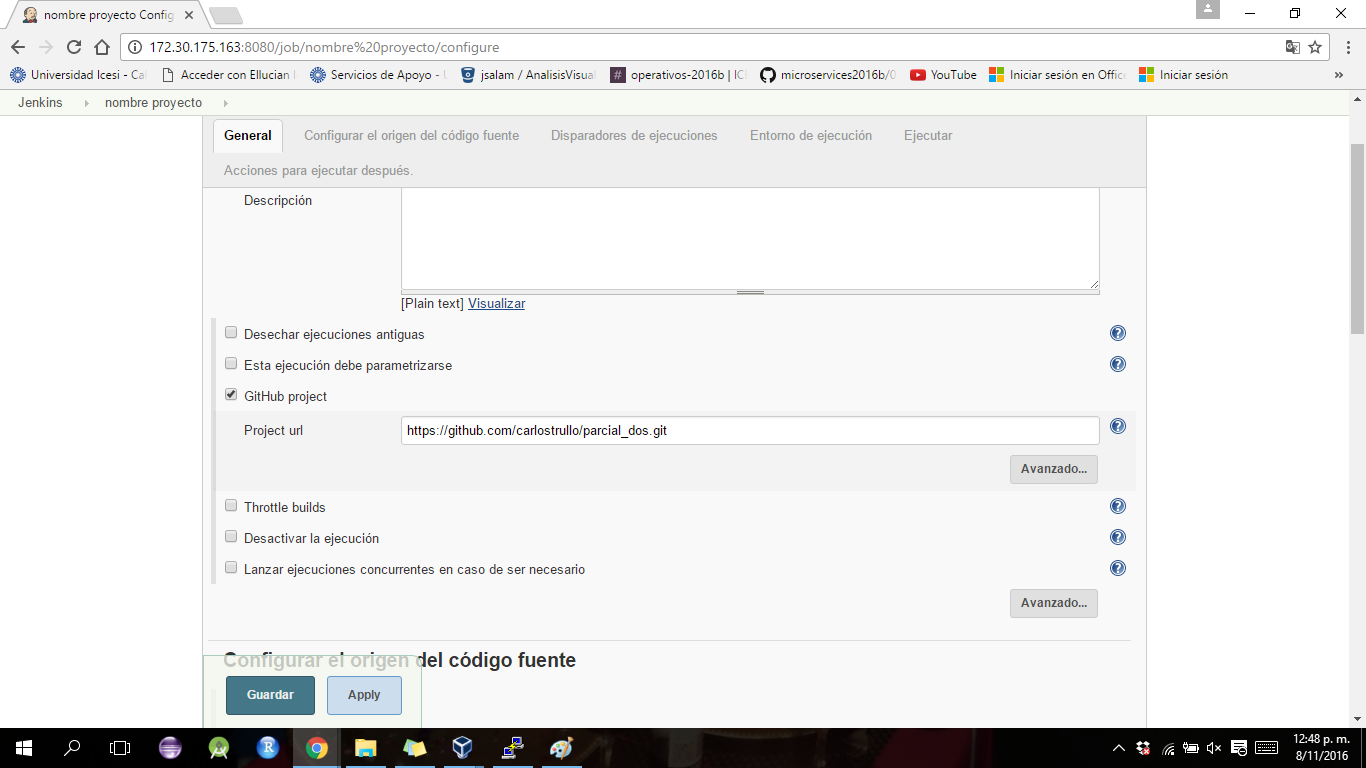 nombre proyecto Config
172.30.175.163:8080/job/nombre%20proyecto/configure
Universidad Icesi - Cal
Acceder con Ellucian
Servicios de Apoyo - U
jsalam / AnalisisVisual
operativos-2016b | IC
microservices2016b/0
YouTube
Iniciar sesión en Office
Iniciar sesión
»
Jenkins
nombre proyecto
General
Configurar el origen del código fuente
Disparadores de ejecuciones
Entorno de ejecución
Ejecutar
Acciones para ejecutar después.
Descripción
[Plain text] Visualizar
Desechar ejecuciones antiguas
Esta ejecución debe parametrizarse
GitHub project
Project url
https://github.com/carlostrullo/parcial_dos.git
Avanzado...
Throttle builds
Desactivar la ejecución
Lanzar ejecuciones concurrentes en caso de ser necesario
Avanzado...
Configurar el origen del código fuente
Guardar
Apply
12:48 p. m.
8/11/2016